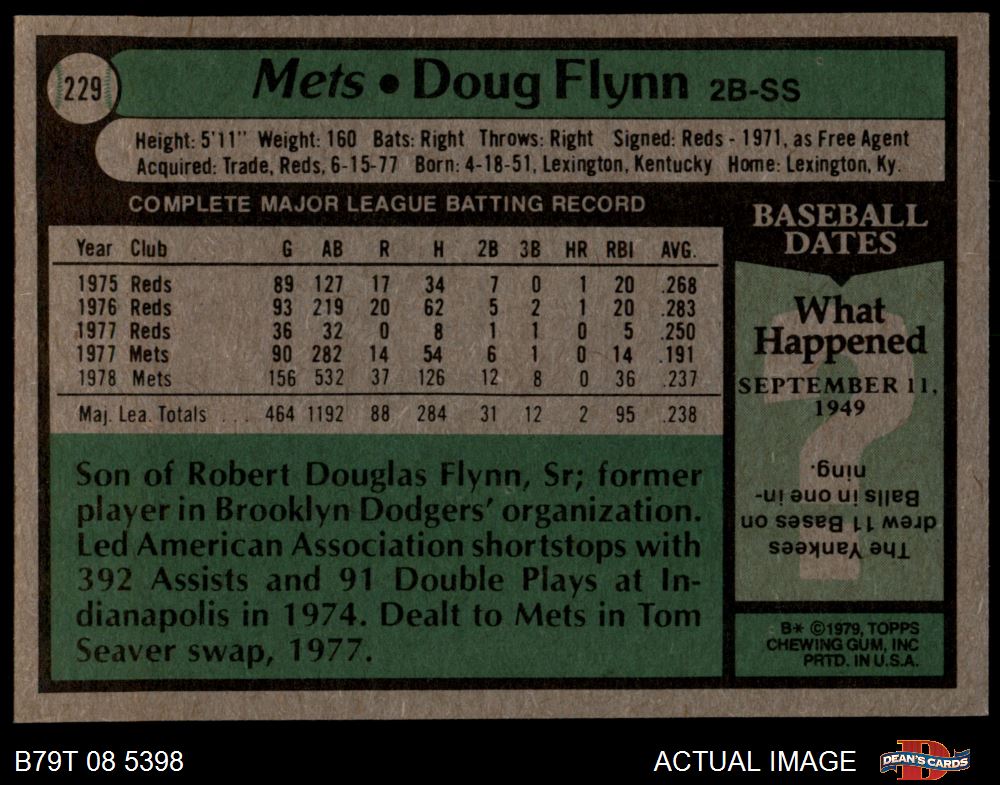 229
Mets • Doug Flynn 2B-SS
Height: 5'11" Weight: 160 Bats: Right Throws: Right Signed: Reds - 1971, as Free Agent
Acquired: Trade, Reds, 6-15-77 Born: 4-18-51, Lexington, Kentucky Home: Lexington, Ky.
COMPLETE MAJOR LEAGUE BATTING RECORD
Year Club G AB R H 2B 3B HR RBI AVG.
1975 Reds 89 127 17 34 7 0 1 20 .268
1976 Reds 93 219 20 62 5 2 1 20 .283
1977 Reds 36 32 0 8 1 1 0 5 .250
1977 Mets 90 282 14 54 6 1 0 14 .191
1978 Mets 156 532 37 126 12 8 0 36 .237
Maj. Lea. Totals . . . 464 1192 88 284 31 12 2 95 .238
Son of Robert Douglas Flynn, Sr; former
player in Brooklyn Dodgers' organization.
Led American Association shortstops with
392 Assists and 91 Double Plays at In-
dianapolis in 1974. Dealt to Mets in Tom
Seaver swap, 1977.
BASEBALL
DATES
What
Happened
SEPTEMBER 11,
1949
?
The Yankees
drew 11 Bases on
Balls in one in-
ning.
B* ©1979, TOPPS
CHEWING GUM, INC
PRTD. IN U.S.A.
B79T 08 5398
ACTUAL IMAGE
D
DEAN'S CARDS